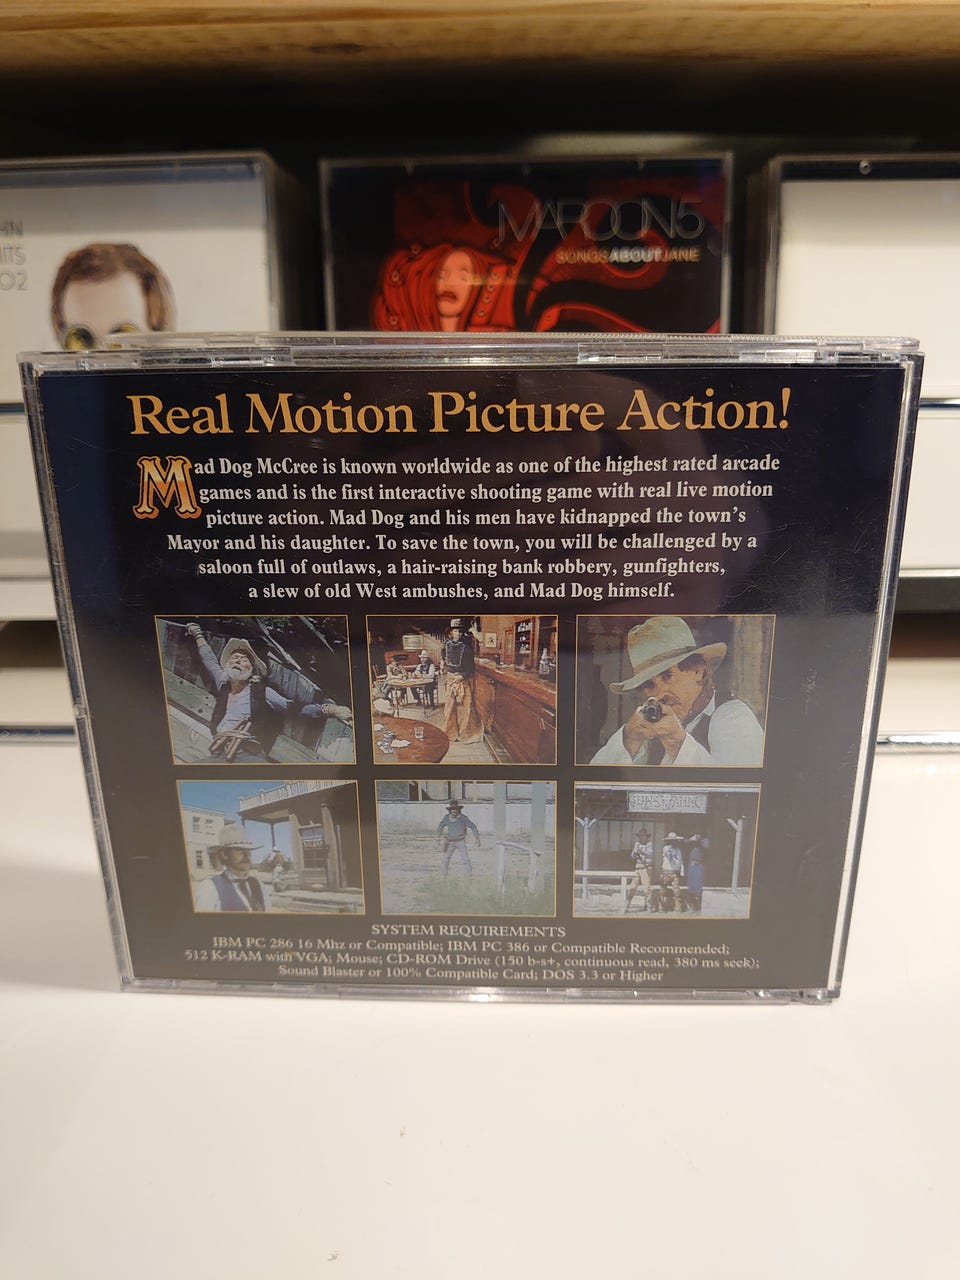 HN
ITS
02
MAROON5
SONGSABOUTJANE
Real Motion Picture Action!
Mad Dog McCree is known worldwide as one of the highest rated arcade
games and is the first interactive shooting game with real live motion
picture action. Mad Dog and his men have kidnapped the town's
Mayor and his daughter. To save the town, you will be challenged by a
saloon full of outlaws, a hair-raising bank robbery, gunfighters,
a slew of old West ambushes, and Mad Dog himself.
SYSTEM REQUIREMENTS
IBM PC 286 16 Mhz or Compatible; IBM PC 386 or Compatible Recommended;
512 K-RAM with VGA; Mouse; CD-ROM Drive (150 b-s+, continuous read, 380 ms seek);
Sound Blaster or 100% Compatible Card; DOS 3.3 or Higher